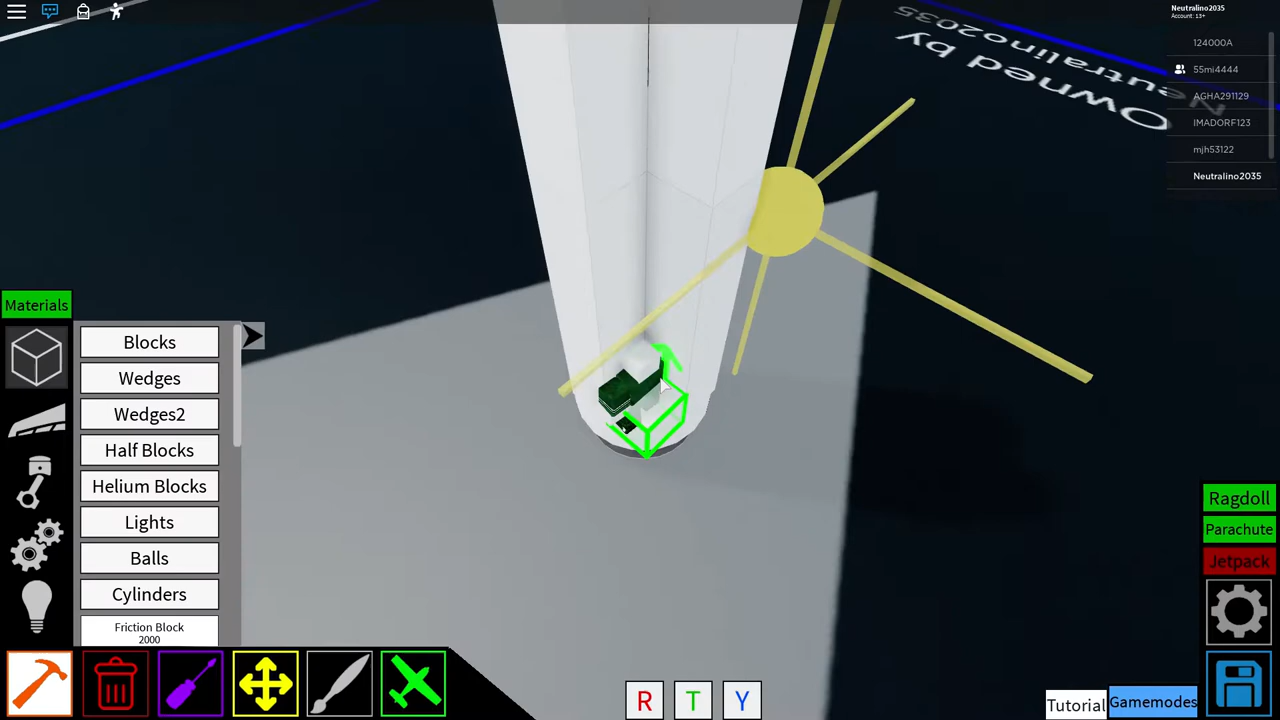 Neutralino2035
Account: 13+
124000A
55mi4444
AGHA291129
IMADORF123
mjh53122
Neutralino2035
Owned by
Neutralino2035
Materials
Blocks
Wedges
Wedges2
Half Blocks
Helium Blocks
Lights
Balls
Cylinders
Friction Block
2000
Ragdoll
Parachute
Jetpack
R T Y
Tutorial
Gamemodes